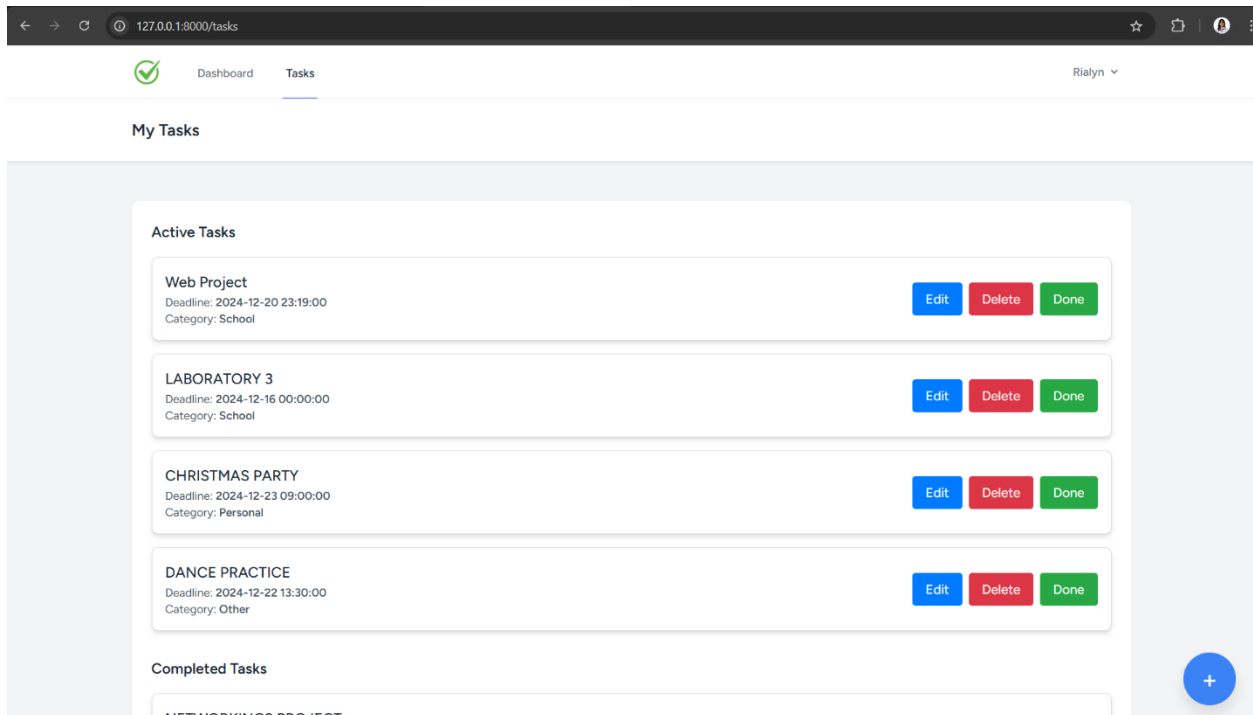 127.0.0.1:8000/tasks
Dashboard Tasks Rialyn
My Tasks
Active Tasks
Web Project
Deadline: 2024-12-20 23:19:00
Category: School
Edit Delete Done
LABORATORY 3
Deadline: 2024-12-16 00:00:00
Category: School
Edit Delete Done
CHRISTMAS PARTY
Deadline: 2024-12-23 09:00:00
Category: Personal
Edit Delete Done
DANCE PRACTICE
Deadline: 2024-12-22 13:30:00
Category: Other
Edit Delete Done
Completed Tasks
+
NETWORKINGS PROJECT